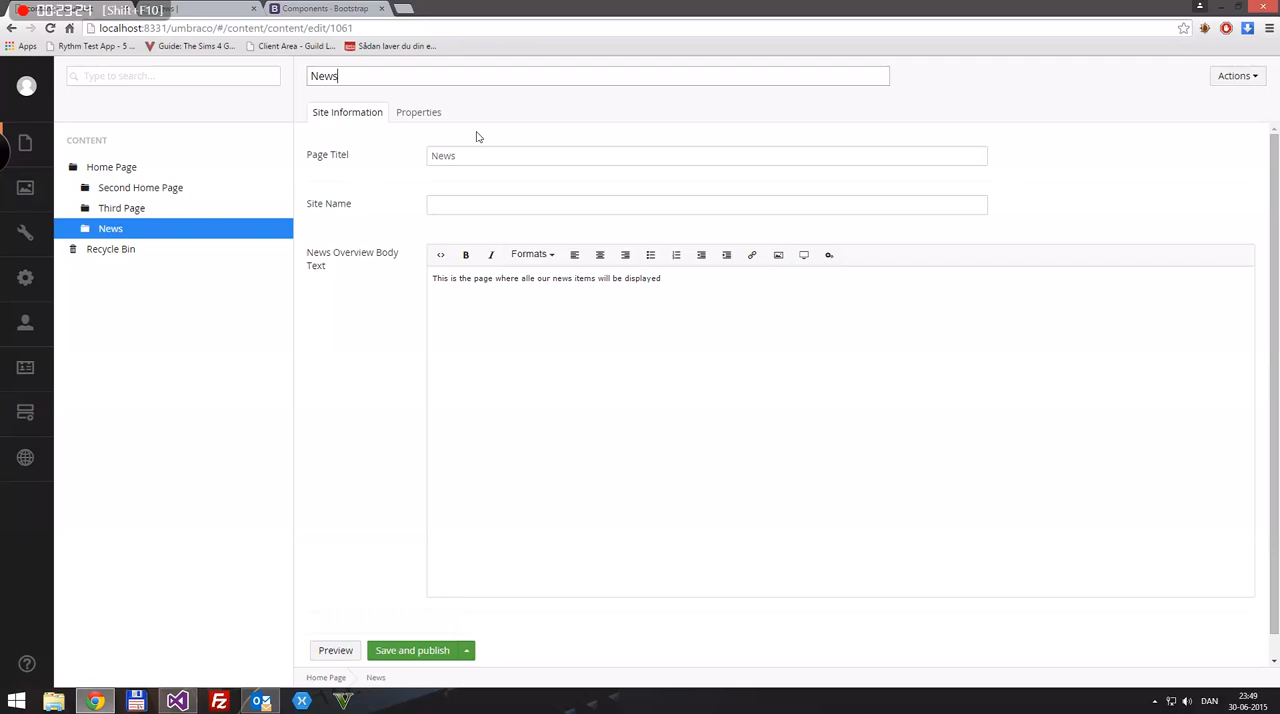 00:23:24 [Shift+F10]
Components - Bootstrap
localhost:8331/umbraco/#/content/content/edit/1061
Apps
Rythm Test App - 5 ...
Guide: The Sims 4 G...
Client Area - Guild L...
Sådan laver du din e...
Type to search...
News
Actions
Site Information
Properties
CONTENT
Home Page
Second Home Page
Third Page
News
Recycle Bin
Page Titel
News
Site Name
News Overview Body
Text
Formats
This is the page where alle our news items will be displayed
Preview
Save and publish
Home Page
News
DAN
23:49
30-06-2015